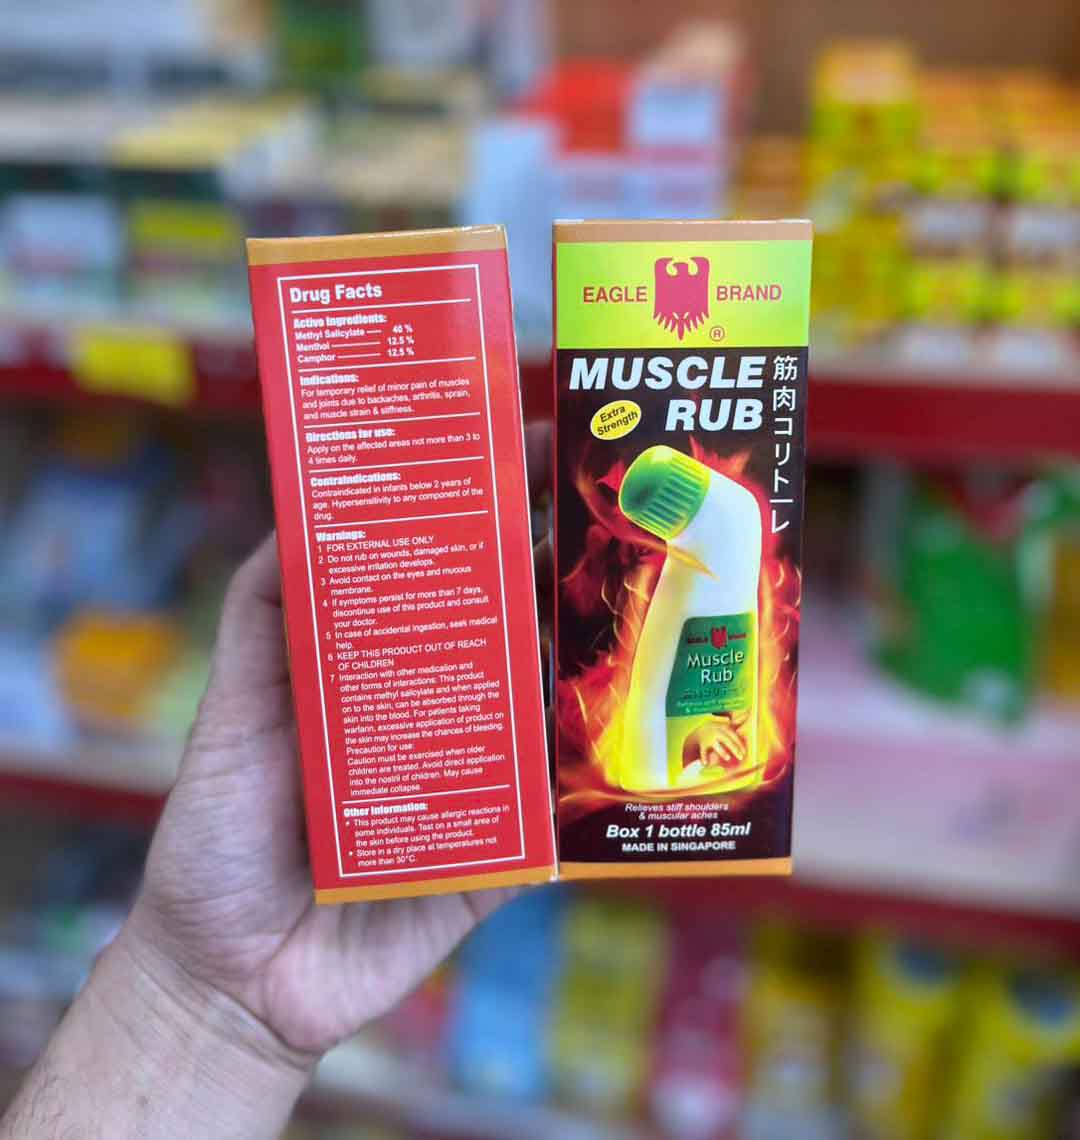 Drug Facts
Active Ingredients:
Methyl Salicylate — 40 %
Menthol — 12.5 %
Camphor — 12.5 %
Indications:
For temporary relief of minor pain of muscles
and joints due to backaches, arthritis, sprain,
and muscle strain & stiffness.
Directions for use:
Apply on the affected areas not more than 3 to
4 times daily.
Contraindications:
Contraindicated in infants below 2 years of
age. Hypersensitivity to any component of the
drug.
Warnings:
1 FOR EXTERNAL USE ONLY
2 Do not rub on wounds, damaged skin, or if
excessive irritation develops.
3 Avoid contact on the eyes and mucous
membrane.
4 If symptoms persist for more than 7 days,
discontinue use of this product and consult
your doctor.
5 In case of accidental ingestion, seek medical
help.
6 KEEP THIS PRODUCT OUT OF REACH
OF CHILDREN
7 Interaction with other medication and
other forms of interactions: This product
contains methyl salicylate and when applied
on to the skin, can be absorbed through the
skin into the blood. For patients taking
warfarin, excessive application of product on
the skin may increase the chances of bleeding.
Precaution for use:
Caution must be exercised when older
children are treated. Avoid direct application
into the nostril of children. May cause
immediate collapse.
Other Information:
• This product may cause allergic reactions in
some individuals. Test on a small area of
the skin before using the product.
• Store in a dry place at temperatures not
more than 30°C.
EAGLE BRAND
®
MUSCLE
RUB
Extra
Strength
筋肉コリトーレ
EAGLE BRAND
Muscle
Rub
Relieves stiff shoulders
& muscular aches
Box 1 bottle 85ml
MADE IN SINGAPORE